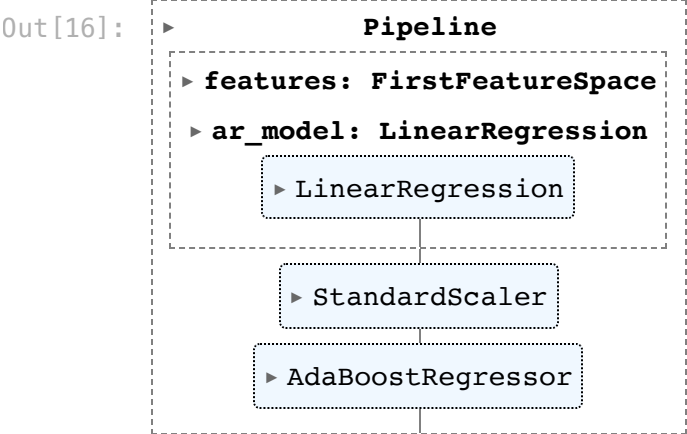 Out[16]:
Pipeline
features: FirstFeatureSpace
ar_model: LinearRegression
LinearRegression
StandardScaler
AdaBoostRegressor